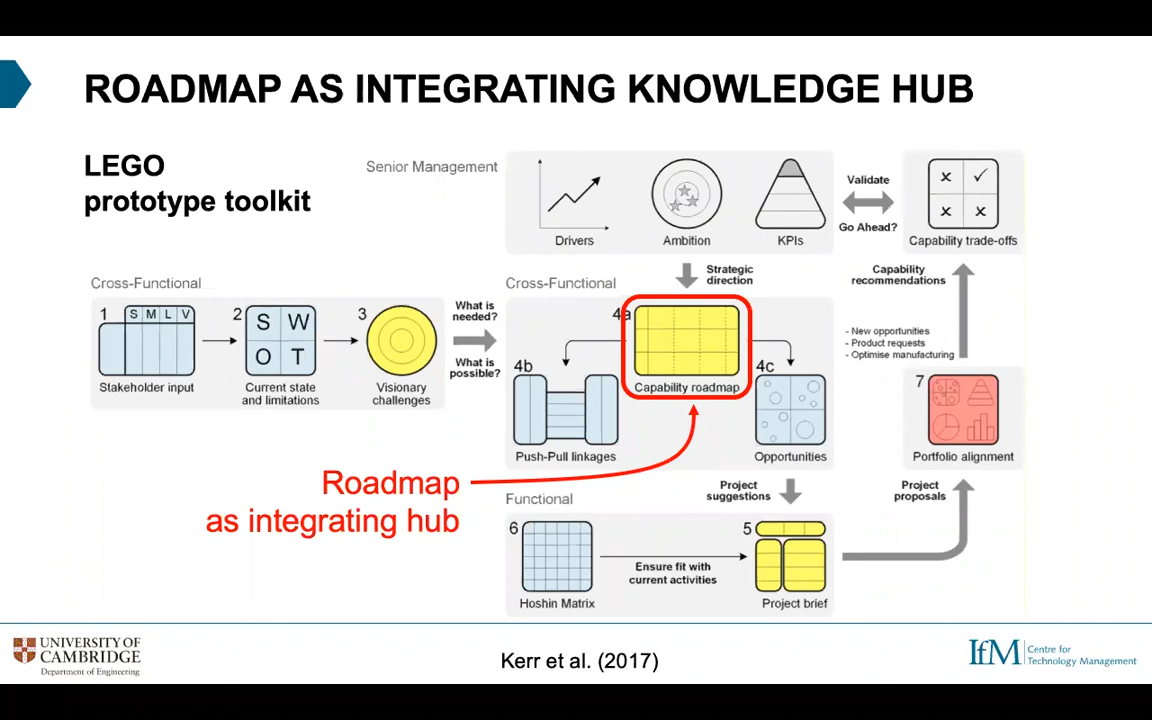 ROADMAP AS INTEGRATING KNOWLEDGE HUB
LEGO
prototype toolkit
Senior Management
Drivers
Ambition
KPIs
Validate
Go Ahead?
x ✓
x x
Capability trade-offs
Strategic
direction
Capability
recommendations
Cross-Functional
1
S M L V
Stakeholder input
2
S W
O T
Current state
and limitations
3
Visionary
challenges
What is
needed?
What is
possible?
Cross-Functional
4a
Capability roadmap
4b
Push-Pull linkages
4c
Opportunities
- New opportunities
- Product requests
- Optimise manufacturing
7
Portfolio alignment
Roadmap
as integrating hub
Project
suggestions
Project
proposals
Functional
6
Hoshin Matrix
Ensure fit with
current activities
5
Project brief
UNIVERSITY OF
CAMBRIDGE
Department of Engineering
Kerr et al. (2017)
IfM
Centre for
Technology Management